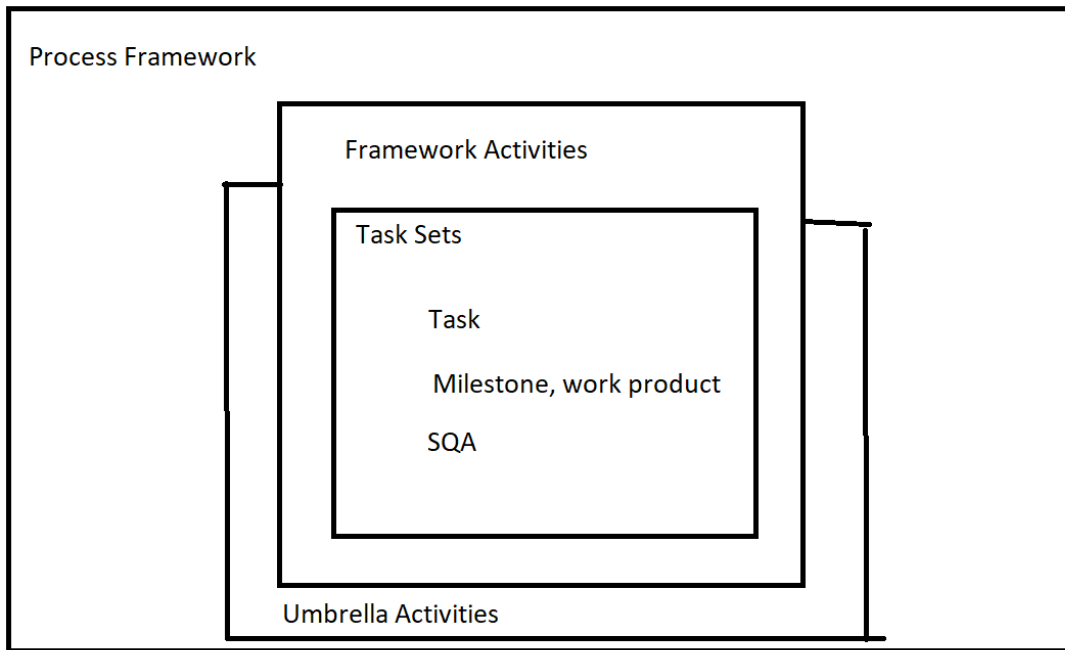 Process Framework
Framework Activities
Task Sets
Task
Milestone, work product
SQA
Umbrella Activities